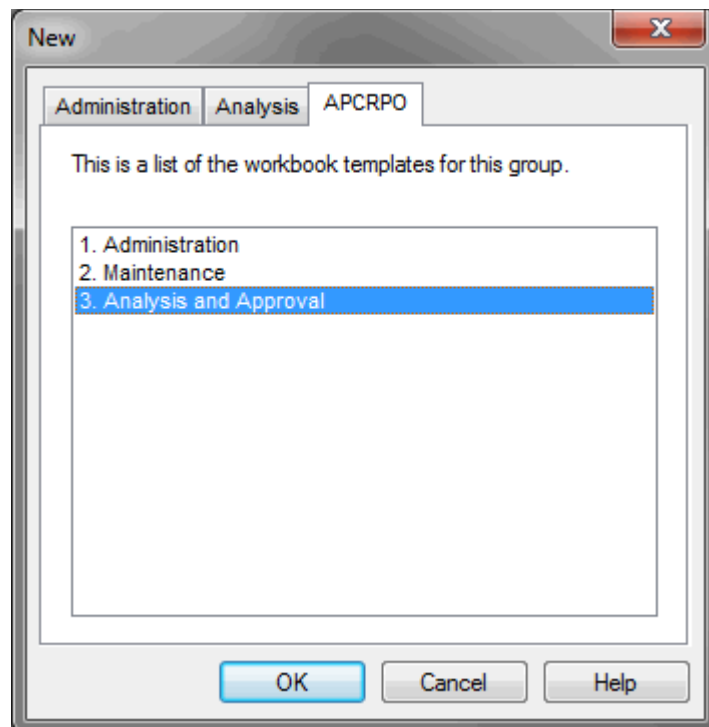 New
Administration Analysis APCRPO
This is a list of the workbook templates for this group.
1. Administration
2. Maintenance
3. Analysis and Approval
OK Cancel Help